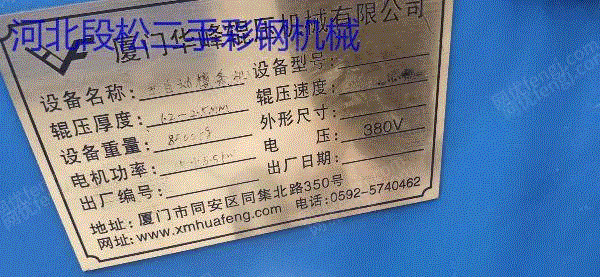 河北段松二手彩钢机械
厦门华锋辊压机械有限公司
设备名称:
设备型号:
辊压厚度:
辊压速度:
设备重量:
外形尺寸:
电机功率:
电 压: 380V
出厂编号:
出厂日期:
地址: 厦门市同安区同集北路350号
网址: www.xmhuafeng.com 电话: 0592-5740462